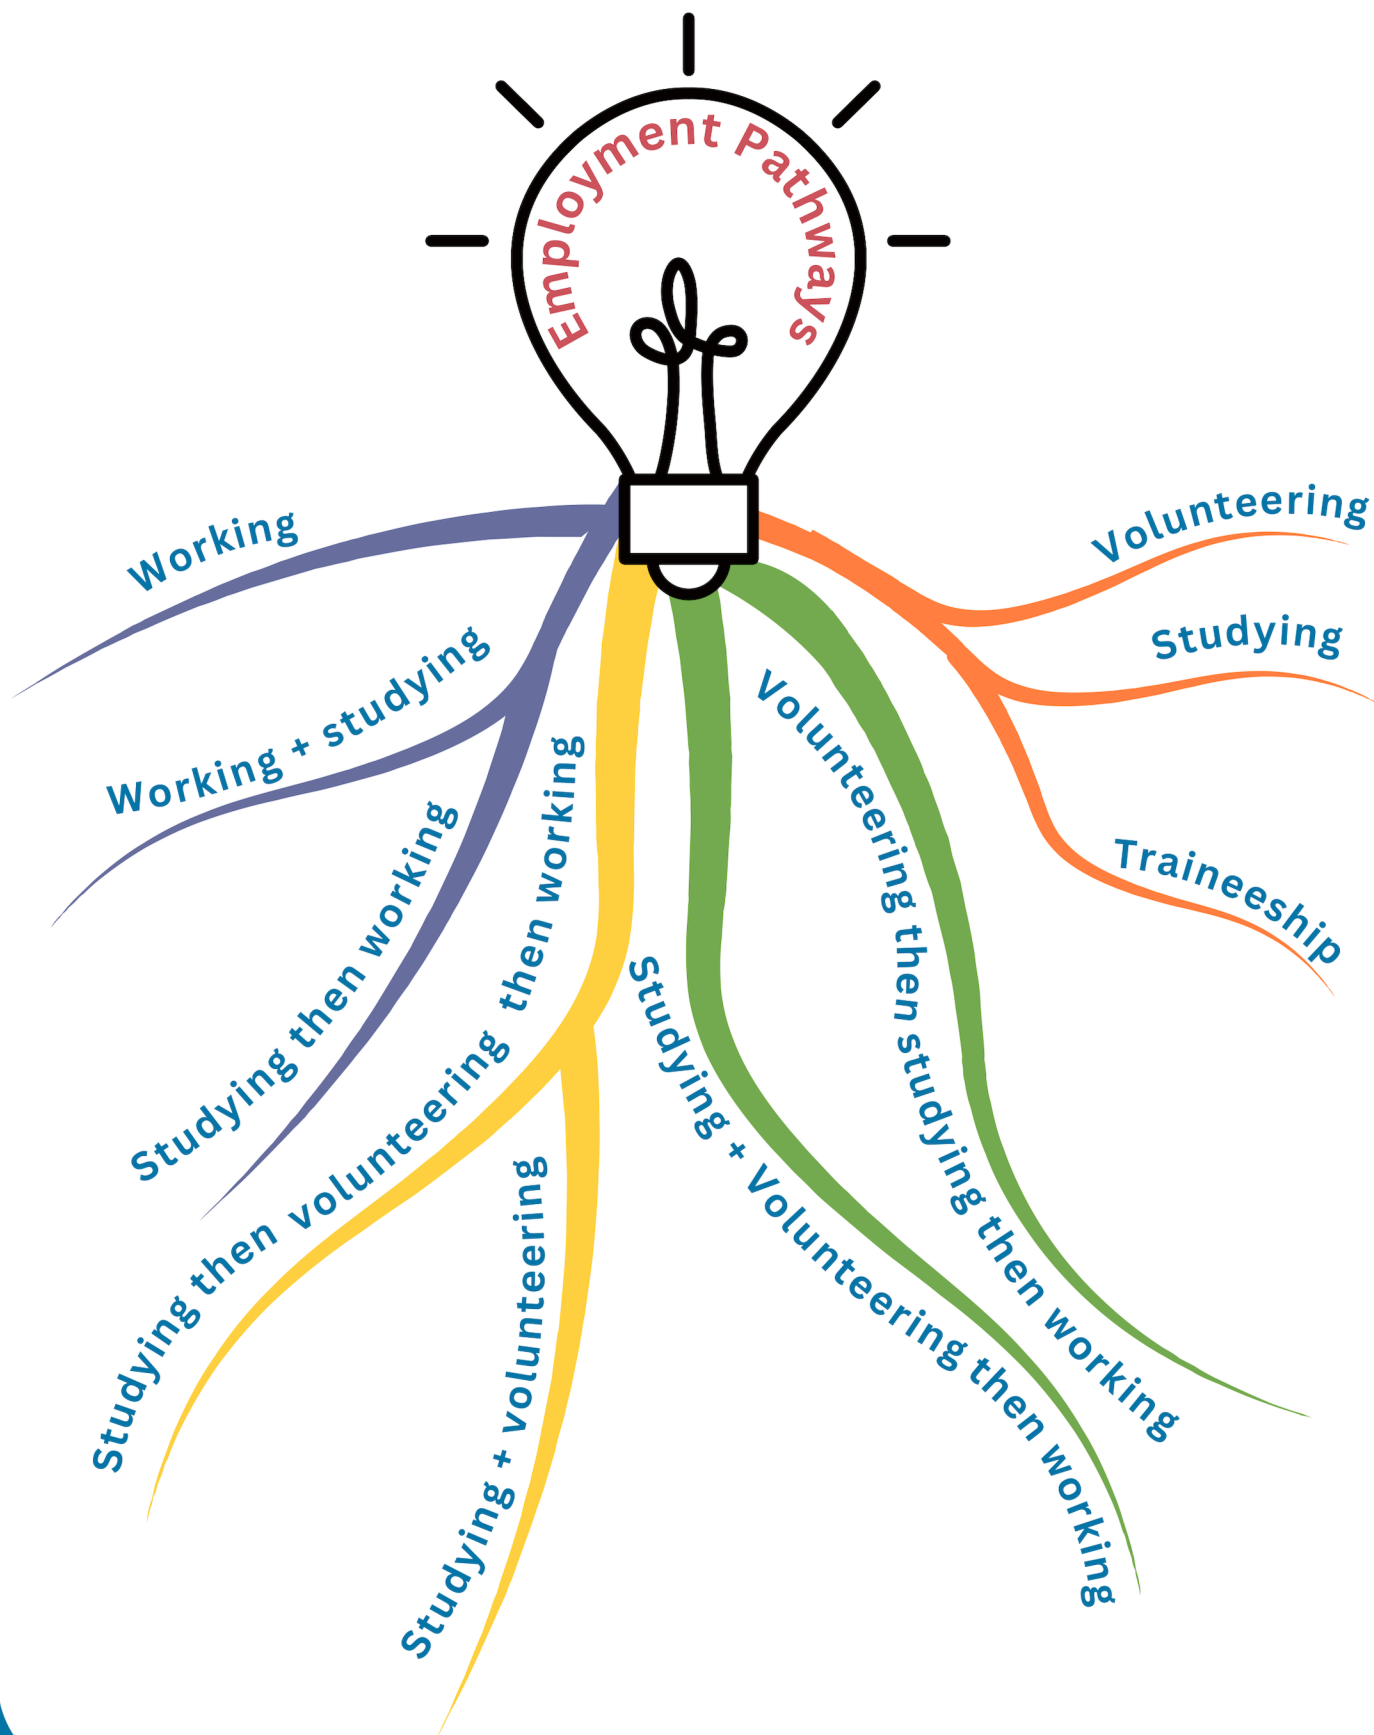 Employment Pathways
Working
Working + studying
Studying then working
Studying then volunteering then working
Studying + volunteering
Studying + Volunteering then working
Volunteering then studying then working
Volunteering
Studying
Traineeship